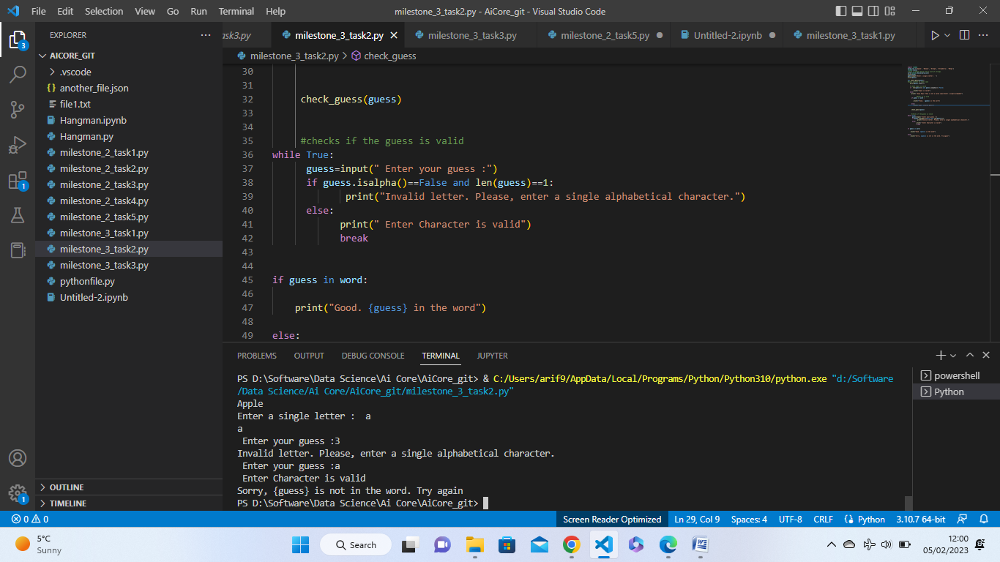 File Edit Selection View Go Run Terminal Help
milestone_3_task2.py - AiCore_git - Visual Studio Code
EXPLORER
task3.py
milestone_3_task2.py
milestone_3_task3.py
milestone_2_task5.py
Untitled-2.ipynb
milestone_3_task1.py
milestone_3_task2.py > check_guess
3
1
1
AICORE_GIT
.vscode
another_file.json
file1.txt
Hangman.ipynb
Hangman.py
milestone_2_task1.py
milestone_2_task2.py
milestone_2_task3.py
milestone_2_task4.py
milestone_2_task5.py
milestone_3_task1.py
milestone_3_task2.py
milestone_3_task3.py
pythonfile.py
Untitled-2.ipynb
OUTLINE
TIMELINE
30
31
32 check_guess(guess)
33
34
35 #checks if the guess is valid
36 while True:
37 guess=input(" Enter your guess :")
38 if guess.isalpha()==False and len(guess)==1:
39 print("Invalid letter. Please, enter a single alphabetical character.")
40 else:
41 print(" Enter Character is valid")
42 break
43
44
45 if guess in word:
46
47 print("Good. {guess} in the word")
48
49 else:
PROBLEMS OUTPUT DEBUG CONSOLE TERMINAL JUPYTER
PS D:\Software\Data Science\Ai Core\AiCore_git> & C:/Users/arif9/AppData/Local/Programs/Python/Python310/python.exe "d:/Software
/Data Science/Ai Core/AiCore_git/milestone_3_task2.py"
Apple
Enter a single letter :  a
a
 Enter your guess :3
Invalid letter. Please, enter a single alphabetical character.
 Enter your guess :a
 Enter Character is valid
Sorry, {guess} is not in the word. Try again
PS D:\Software\Data Science\Ai Core\AiCore_git>
powershell
Python
0 0
Screen Reader Optimized Ln 29, Col 9 Spaces: 4 UTF-8 CRLF Python 3.10.7 64-bit
5°C
Sunny
Search
12:00
05/02/2023